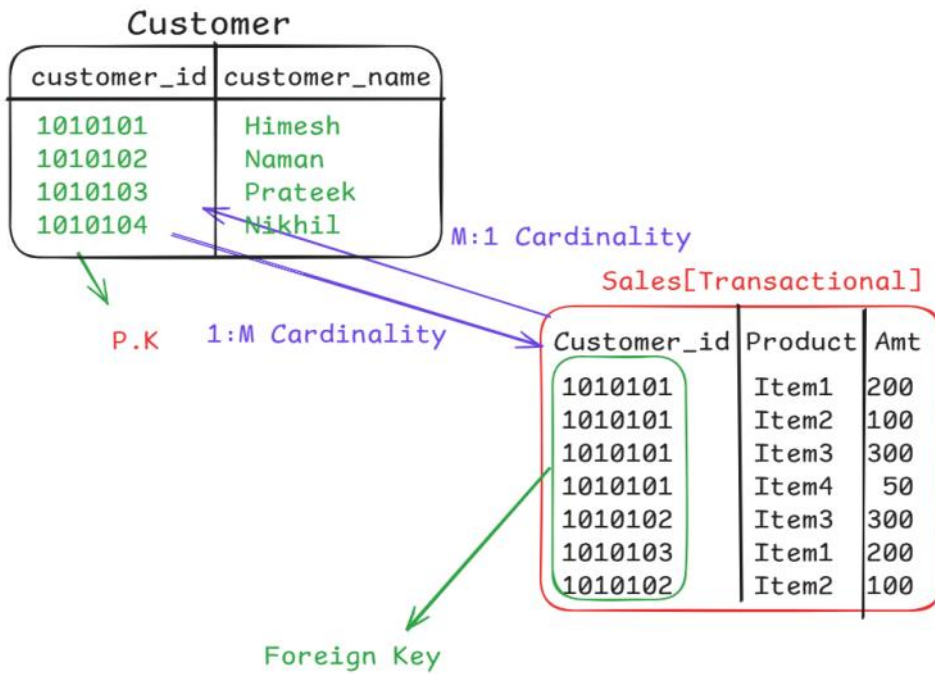 Customer
customer_id customer_name
1010101 Himesh
1010102 Naman
1010103 Prateek
1010104 Nikhil
M:1 Cardinality
Sales[Transactional]
P.K
1:M Cardinality
Customer_id Product Amt
1010101 Item1 200
1010101 Item2 100
1010101 Item3 300
1010101 Item4 50
1010102 Item3 300
1010103 Item1 200
1010102 Item2 100
Foreign Key